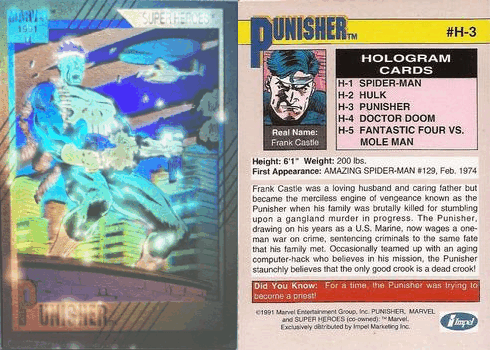 MARVEL
1991
SUPER HEROES
PUNISHER
PUNISHER™
#H-3
HOLOGRAM
CARDS
H-1 SPIDER-MAN
H-2 HULK
H-3 PUNISHER
H-4 DOCTOR DOOM
H-5 FANTASTIC FOUR VS.
MOLE MAN
Real Name:
Frank Castle
Height: 6'1" Weight: 200 lbs.
First Appearance: AMAZING SPIDER-MAN #129, Feb. 1974
Frank Castle was a loving husband and caring father but
became the merciless engine of vengeance known as the
Punisher when his family was brutally killed for stumbling
upon a gangland murder in progress. The Punisher,
drawing on his years as a U.S. Marine, now wages a one-
man war on crime, sentencing criminals to the same fate
that his family met. Occasionally teamed up with an aging
computer-hack who believes in his mission, the Punisher
staunchly believes that the only good crook is a dead crook!
Did You Know: For a time, the Punisher was trying to
become a priest!
©1991 Marvel Entertainment Group, Inc. PUNISHER, MARVEL
and SUPER HEROES (co-owned): ™ Marvel.
Exclusively distributed by Impel Marketing Inc.
Impel